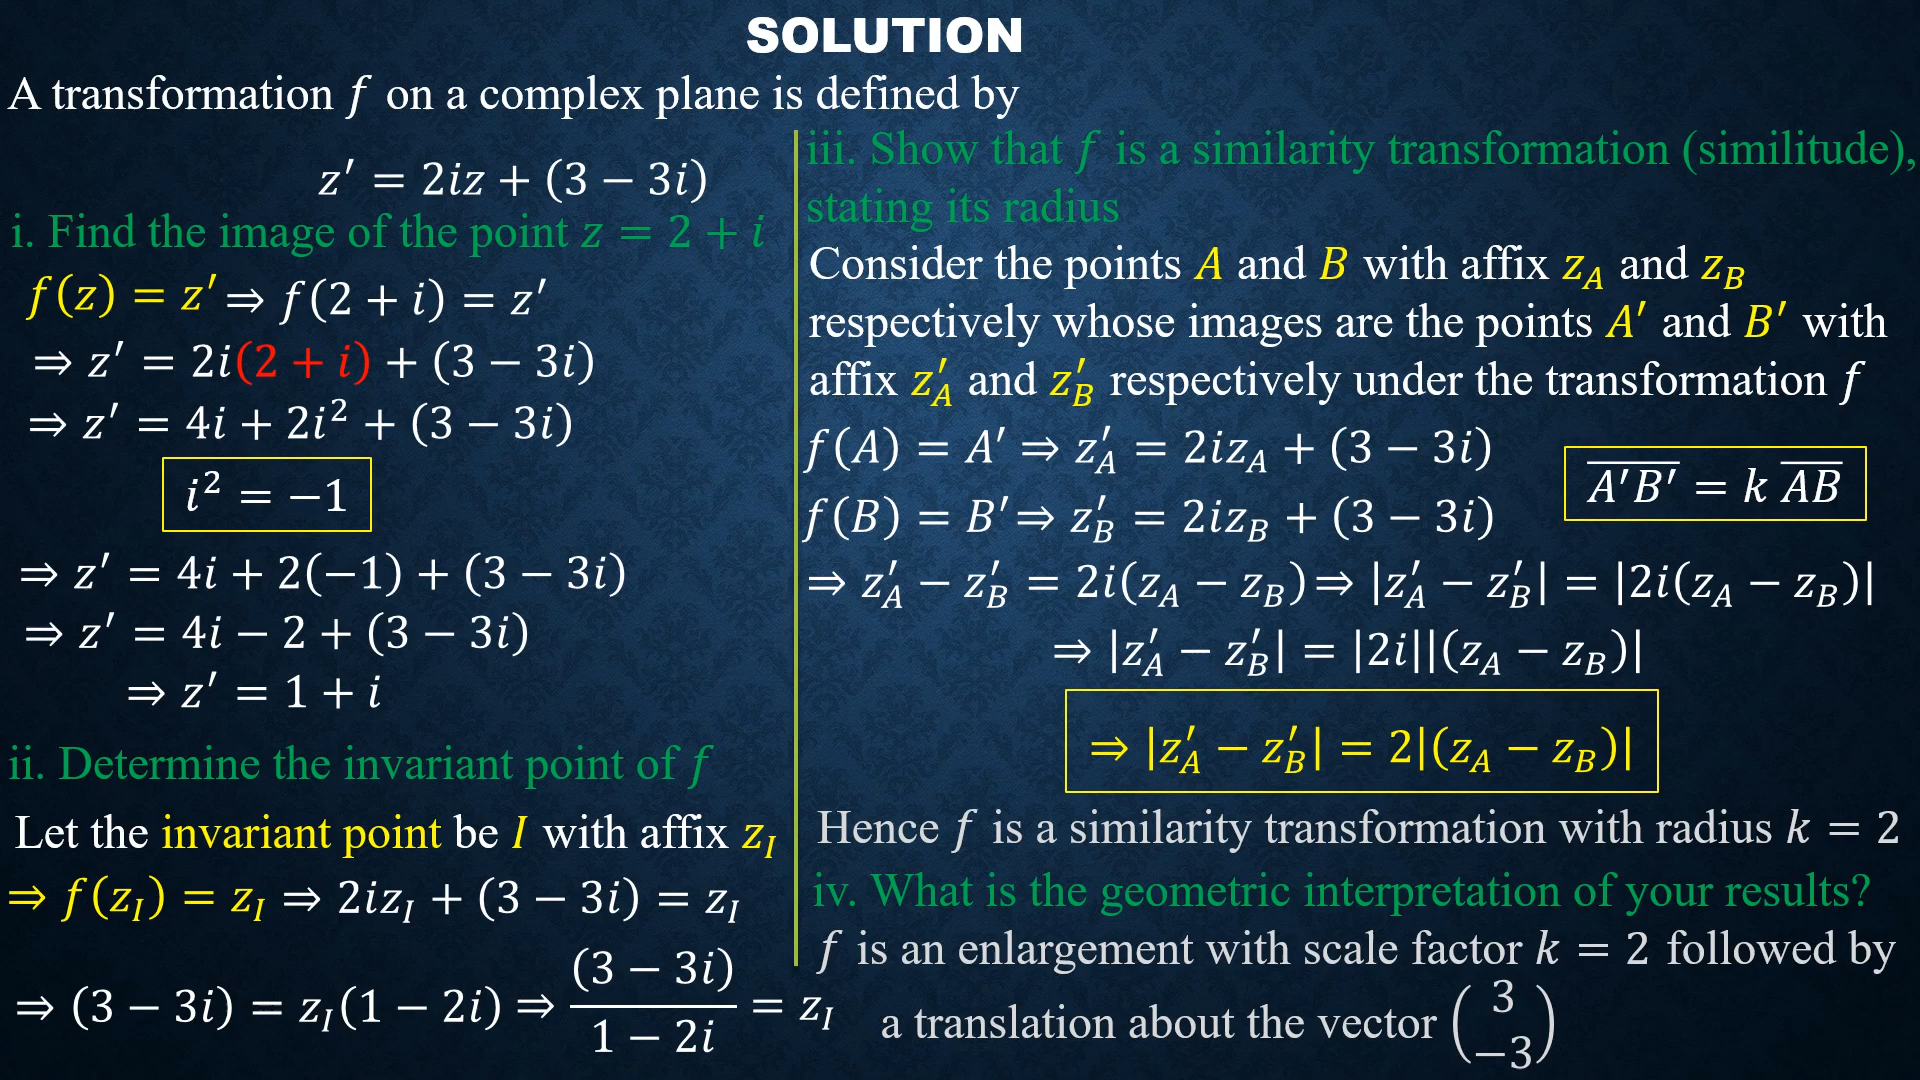 SOLUTION
A transformation f on a complex plane is defined by
z′ = 2iz + (3 − 3i)
i. Find the image of the point z = 2 + i
f(z) = z′ ⇒ f(2 + i) = z′
⇒ z′ = 2i(2 + i) + (3 − 3i)
⇒ z′ = 4i + 2i² + (3 − 3i)
i² = −1
⇒ z′ = 4i + 2(−1) + (3 − 3i)
⇒ z′ = 4i − 2 + (3 − 3i)
⇒ z′ = 1 + i
ii. Determine the invariant point of f
Let the invariant point be I with affix z_I
⇒ f(z_I) = z_I ⇒ 2iz_I + (3 − 3i) = z_I
⇒ (3 − 3i) = z_I(1 − 2i) ⇒ (3 − 3i)/(1 − 2i) = z_I
iii. Show that f is a similarity transformation (similitude),
stating its radius
Consider the points A and B with affix z_A and z_B
respectively whose images are the points A′ and B′ with
affix z′_A and z′_B respectively under the transformation f
f(A) = A′ ⇒ z′_A = 2iz_A + (3 − 3i)
f(B) = B′ ⇒ z′_B = 2iz_B + (3 − 3i)
A̅′̅B̅′̅ = k A̅B̅
⇒ z′_A − z′_B = 2i(z_A − z_B) ⇒ |z′_A − z′_B| = |2i(z_A − z_B)|
⇒ |z′_A − z′_B| = |2i||(z_A − z_B)|
⇒ |z′_A − z′_B| = 2|(z_A − z_B)|
Hence f is a similarity transformation with radius k = 2
iv. What is the geometric interpretation of your results?
f is an enlargement with scale factor k = 2 followed by
a translation about the vector (3 −3)